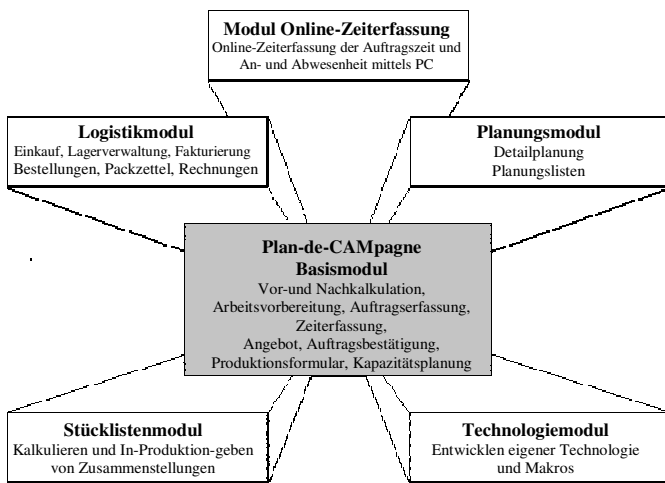 Modul Online-Zeiterfassung
Online-Zeiterfassung der Auftragszeit und
An- und Abwesenheit mittels PC
Logistikmodul
Einkauf, Lagerverwaltung, Fakturierung
Bestellungen, Packzettel, Rechnungen
Planungsmodul
Detailplanung
Planungslisten
Plan-de-CAMpagne
Basismodul
Vor-und Nachkalkulation,
Arbeitsvorbereitung, Auftragserfassung,
Zeiterfassung,
Angebot, Auftragsbestätigung,
Produktionsformular, Kapazitätsplanung
Stücklistenmodul
Kalkulieren und In-Produktion-geben
von Zusammenstellungen
Technologiemodul
Entwicklen eigener Technologie
und Makros